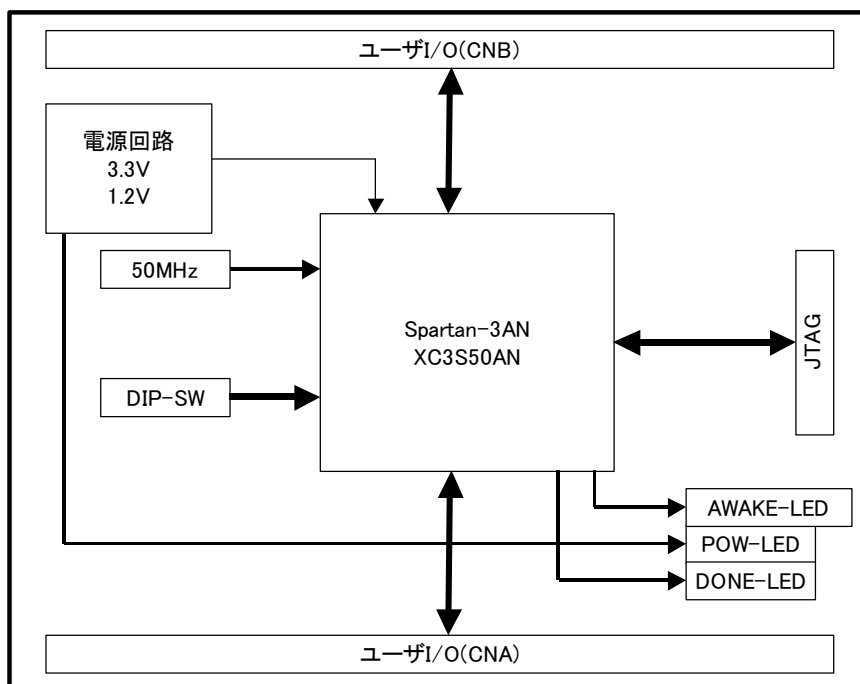 ユーザI/O(CNB)
電源回路
3.3V
1.2V
50MHz
Spartan-3AN
XC3S50AN
JTAG
DIP-SW
AWAKE-LED
POW-LED
DONE-LED
ユーザI/O(CNA)